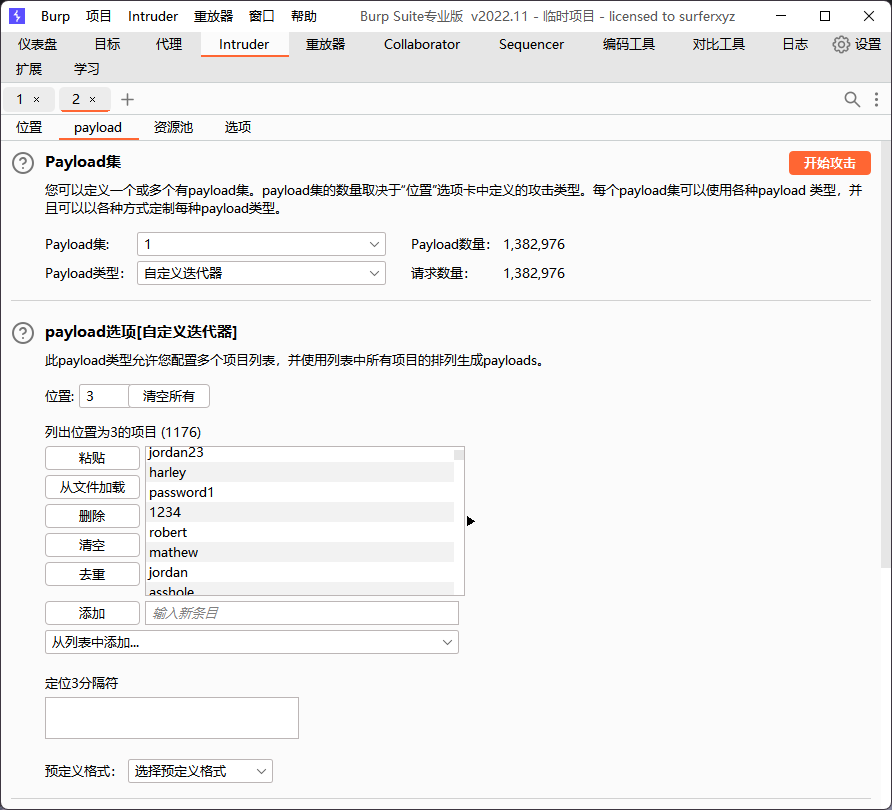 Burp 项目 Intruder 重放器 窗口 帮助 Burp Suite专业版 v2022.11 - 临时项目 - licensed to surferxyz
仪表盘 目标 代理 Intruder 重放器 Collaborator Sequencer 编码工具 对比工具 日志 设置
扩展 学习
1 × 2 × +
位置 payload 资源池 选项
? Payload集 开始攻击
您可以定义一个或多个有payload集。payload集的数量取决于“位置”选项卡中定义的攻击类型。每个payload集可以使用各种payload 类型，并
且可以以各种方式定制每种payload类型。
Payload集: 1 Payload数量: 1,382,976
Payload类型: 自定义迭代器 请求数量: 1,382,976
? payload选项[自定义迭代器]
此payload类型允许您配置多个项目列表，并使用列表中所有项目的排列生成payloads。
位置: 3 清空所有
列出位置为3的项目 (1176)
粘贴
从文件加载
删除
清空
去重
jordan23
harley
password1
1234
robert
mathew
jordan
asshole
添加 输入新条目
从列表中添加...
定位3分隔符
预定义格式: 选择预定义格式